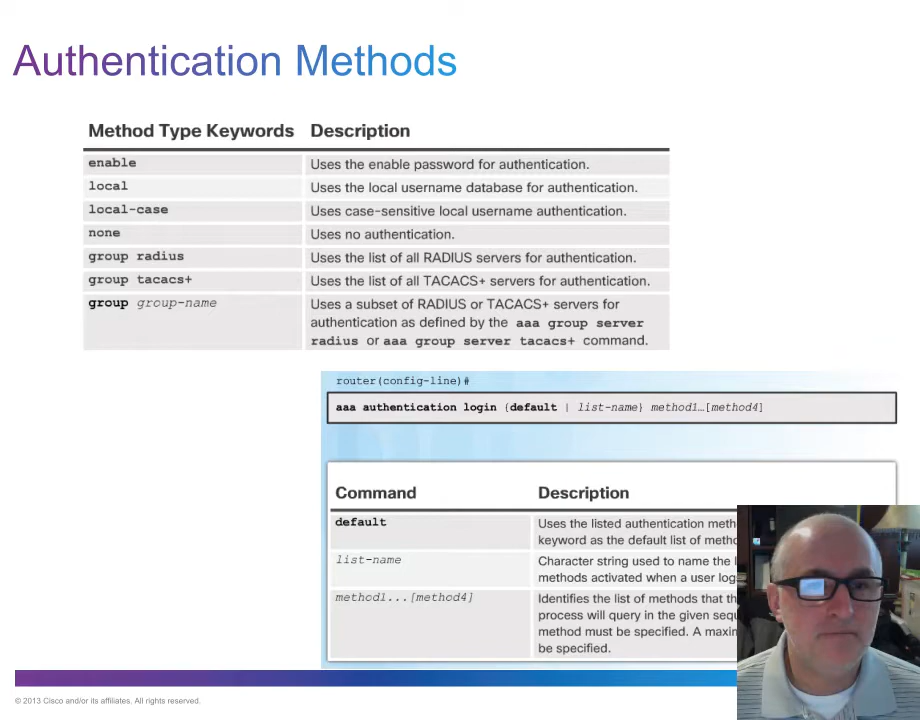 Authentication Methods
Method Type Keywords Description
enable Uses the enable password for authentication.
local Uses the local username database for authentication.
local-case Uses case-sensitive local username authentication.
none Uses no authentication.
group radius Uses the list of all RADIUS servers for authentication.
group tacacs+ Uses the list of all TACACS+ servers for authentication.
group group-name Uses a subset of RADIUS or TACACS+ servers for
authentication as defined by the aaa group server
radius or aaa group server tacacs+ command.
router(config-line)#
aaa authentication login {default | list-name} method1…[method4]
Command Description
default Uses the listed authentication
keyword as the default list of
list-name Character string used to name the
methods activated when a user
method1...[method4] Identifies the list of methods that
process will query in the given
method must be specified. A
be specified.
© 2013 Cisco and/or its affiliates. All rights reserved.